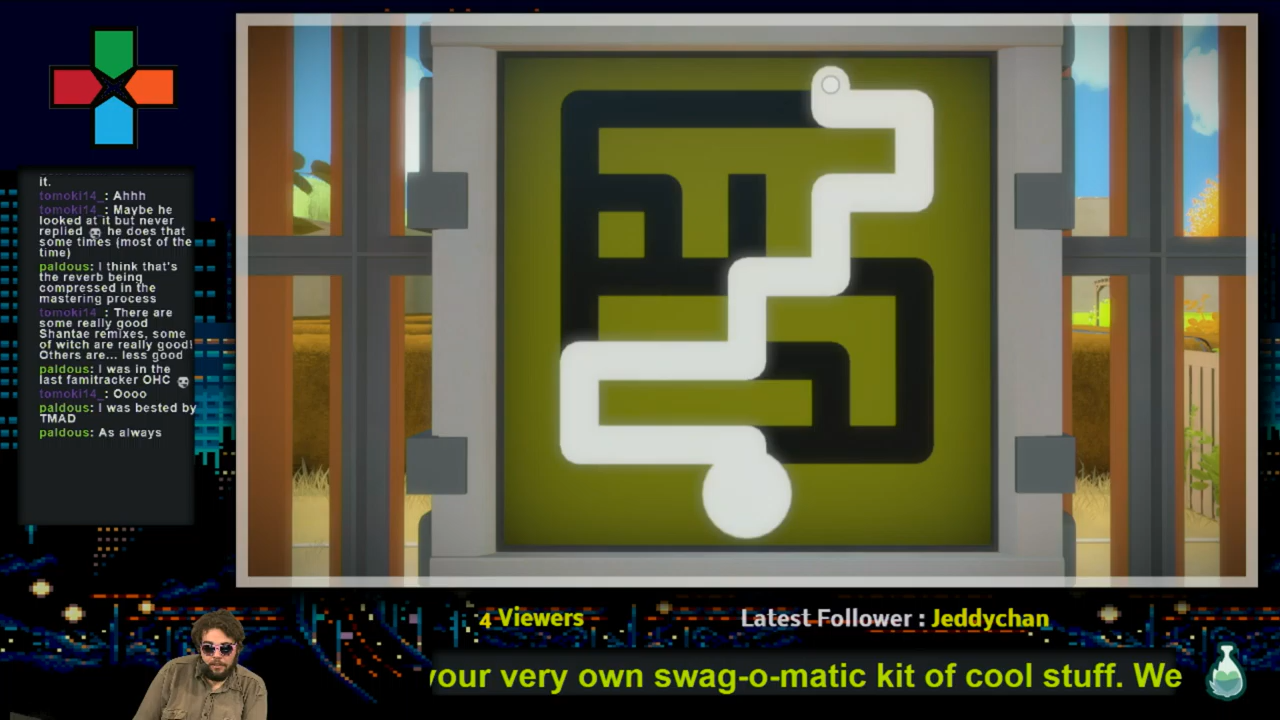 it.
tomoki14_: Ahhh
tomoki14_: Maybe he
looked at it but never
replied he does that
some times (most of the
time)
paldous: I think that's
the reverb being
compressed in the
mastering process
tomoki14_: There are
some really good
Shantae remixes, some
of witch are really good!
Others are... less good
paldous: I was in the
last famitracker OHC
tomoki14_: Oooo
paldous: I was bested by
TMAD
paldous: As always
4 Viewers
Latest Follower : Jeddychan
your very own swag-o-matic kit of cool stuff. We